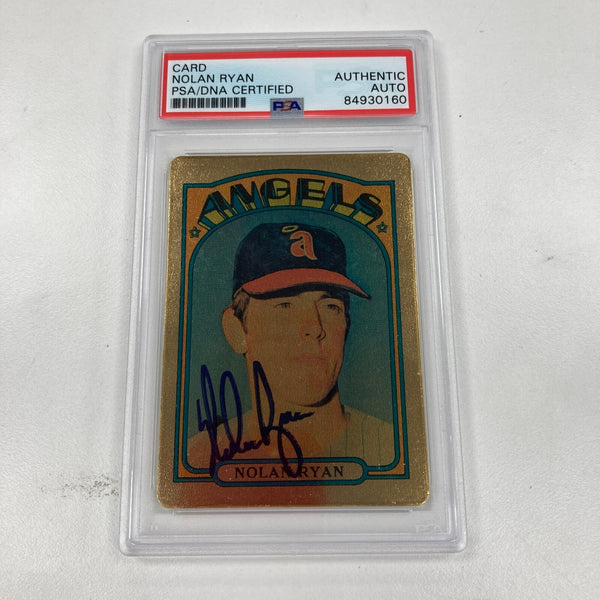 CARD
NOLAN RYAN
PSA/DNA CERTIFIED
AUTHENTIC
AUTO
84930160
PSA
ANGELS
a
Nolan Ryan
NOLAN RYAN